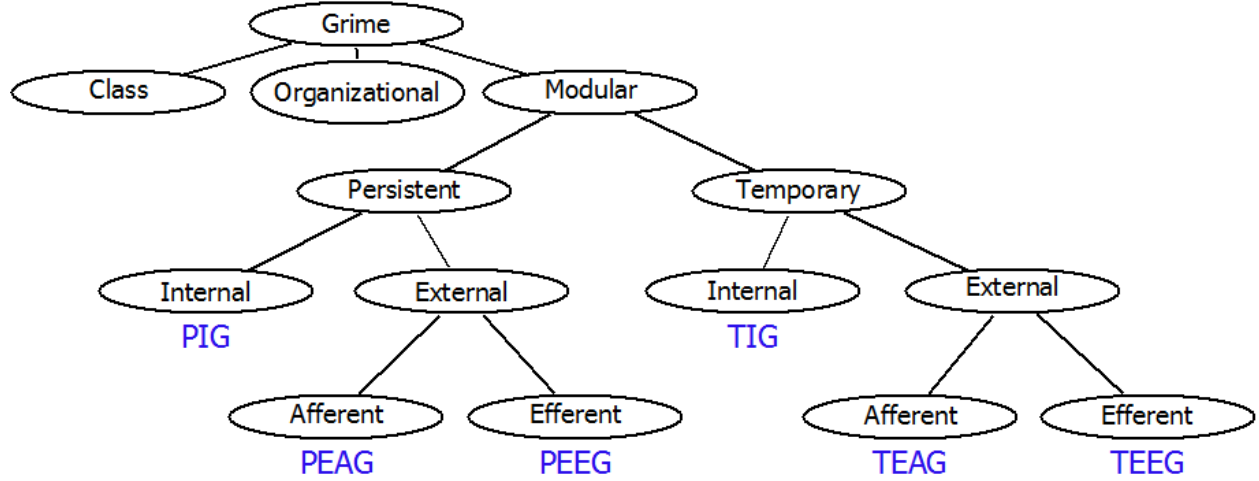 Grime
Class
Organizational
Modular
Persistent
Temporary
Internal
External
Internal
External
PIG
TIG
Afferent
Efferent
Afferent
Efferent
PEAG
PEEG
TEAG
TEEG